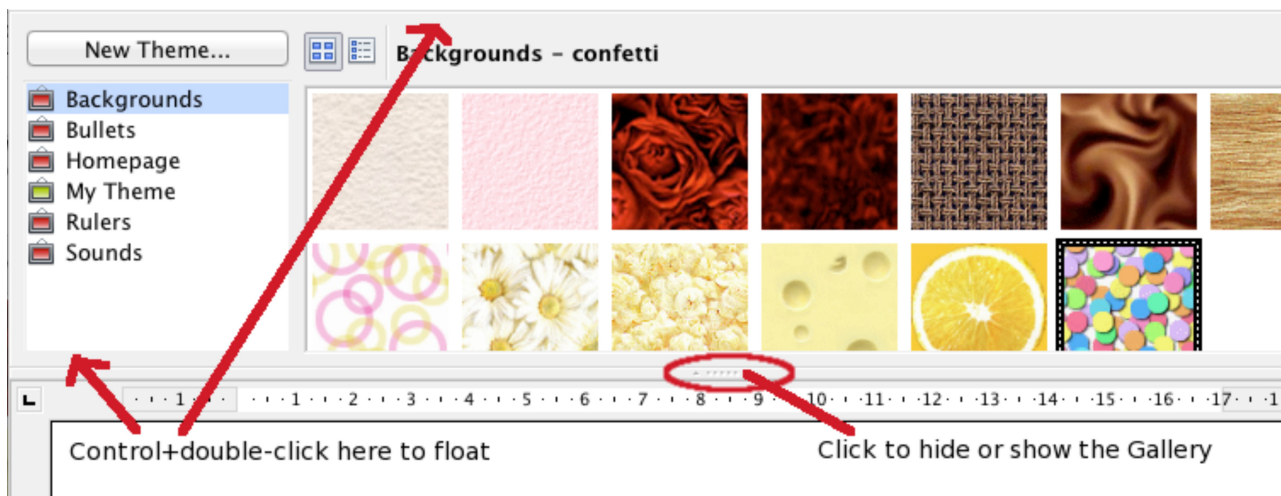 New Theme...
Backgrounds – confetti
Backgrounds
Bullets
Homepage
My Theme
Rulers
Sounds
1 1 2 3 4 5 6 7 8 9 10 11 12 13 14 15 16 17 1
Control+double-click here to float
Click to hide or show the Gallery